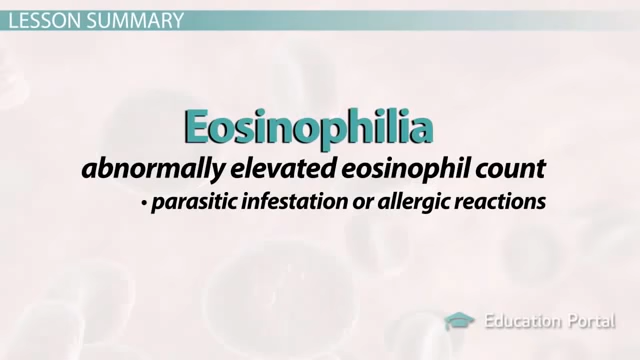 LESSON SUMMARY
Eosinophilia
abnormally elevated eosinophil count
• parasitic infestation or allergic reactions
Education Portal